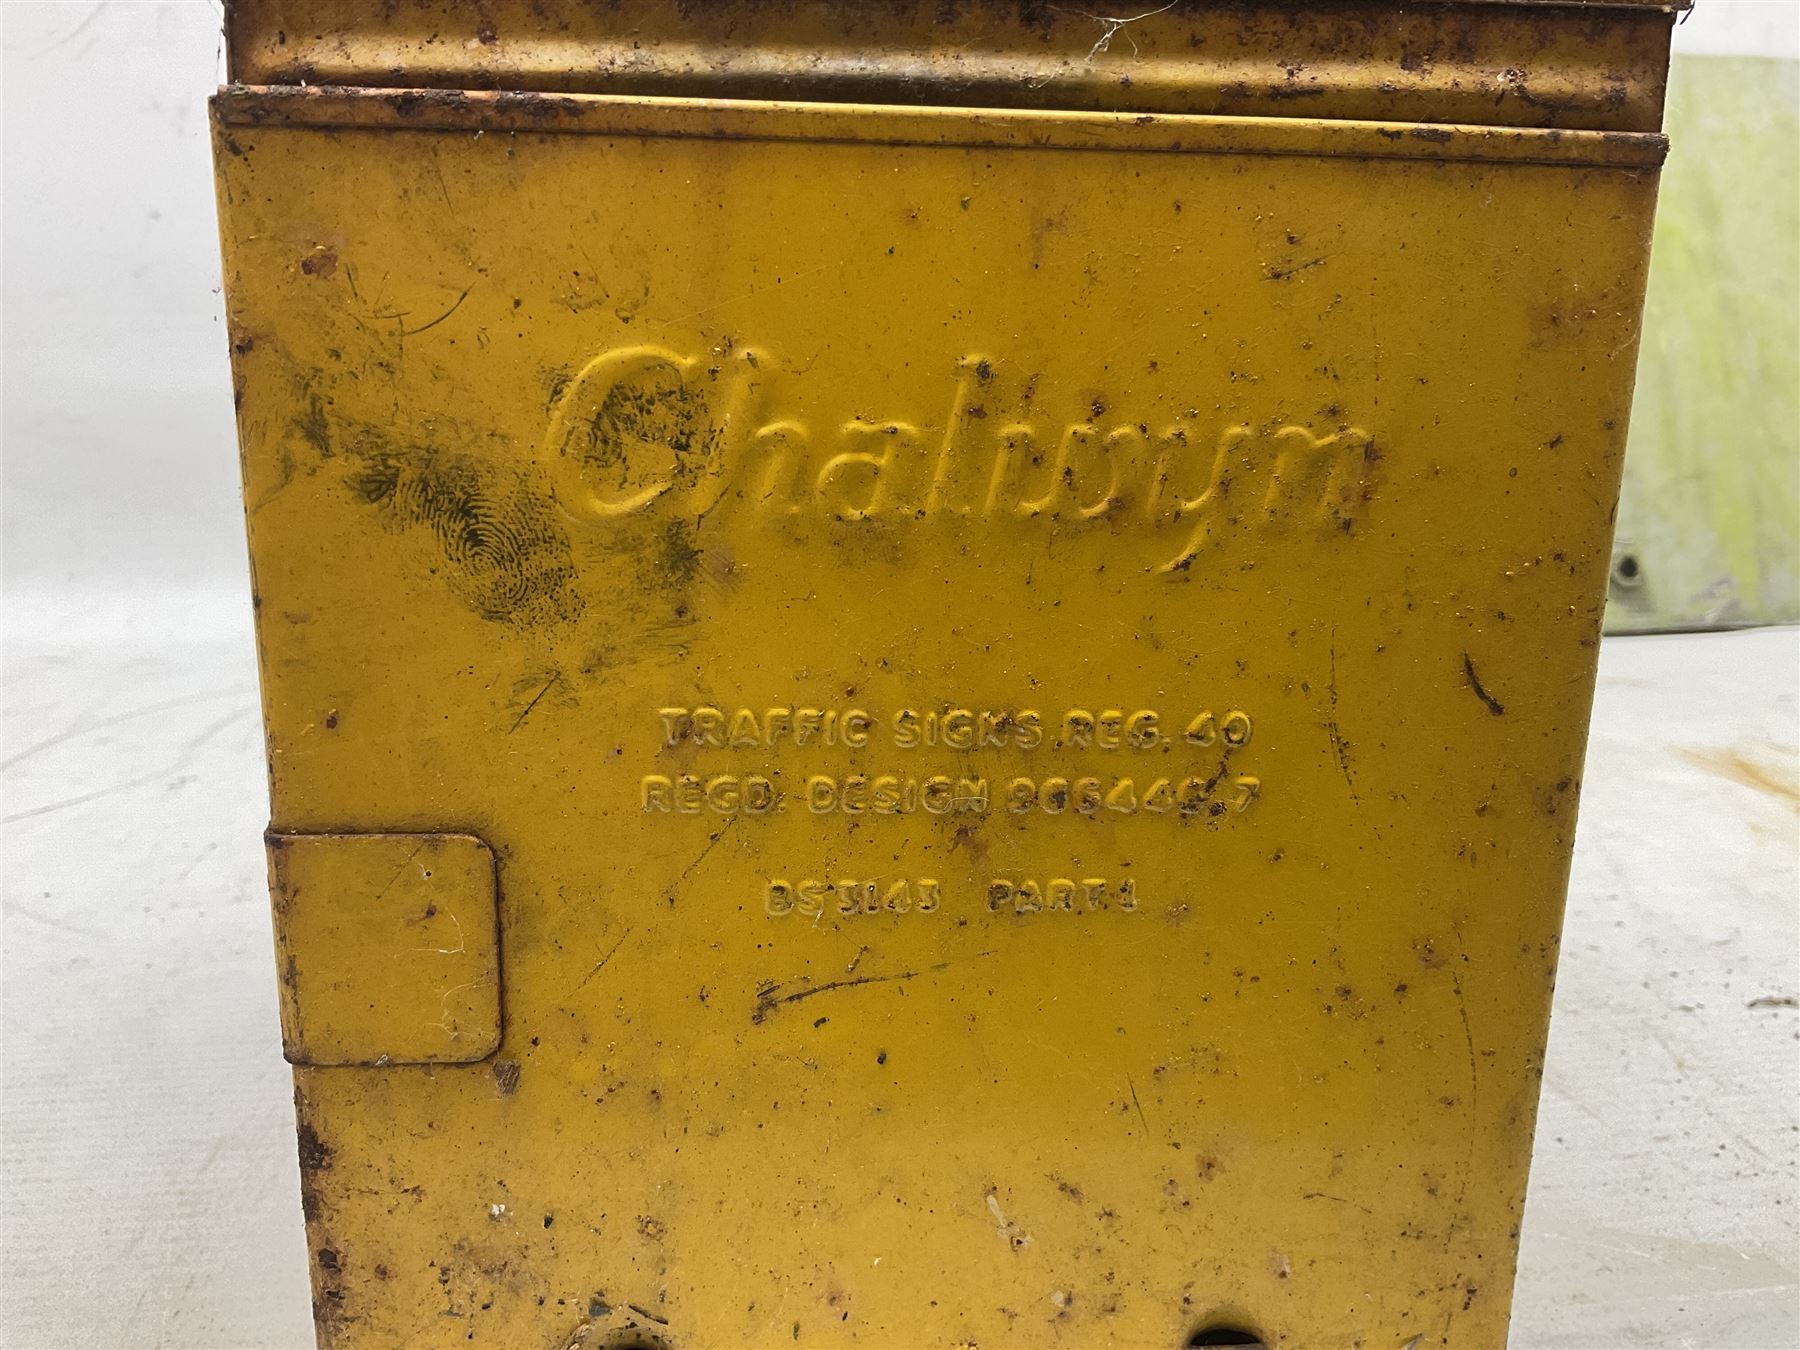 Chalwyn
TRAFFIC SIGNS REG. 40
REGD. DESIGN
BS 3143 PART. 1